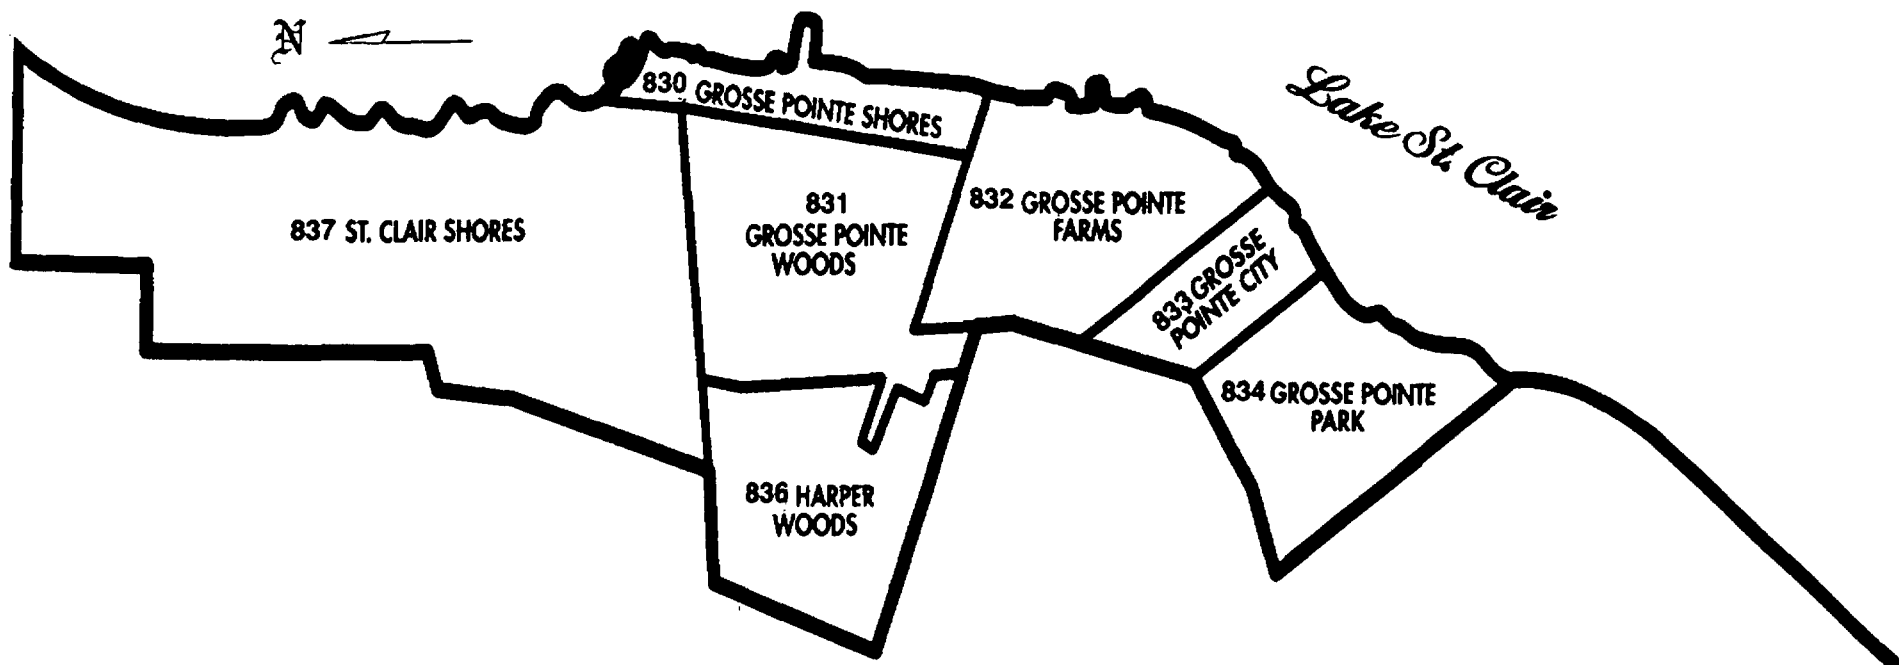 N
830 GROSSE POINTE SHORES
Lake St. Clair
837 ST. CLAIR SHORES
831
GROSSE POINTE
WOODS
832 GROSSE POINTE
FARMS
833 GROSSE
POINTE CITY
834 GROSSE POINTE
PARK
836 HARPER
WOODS